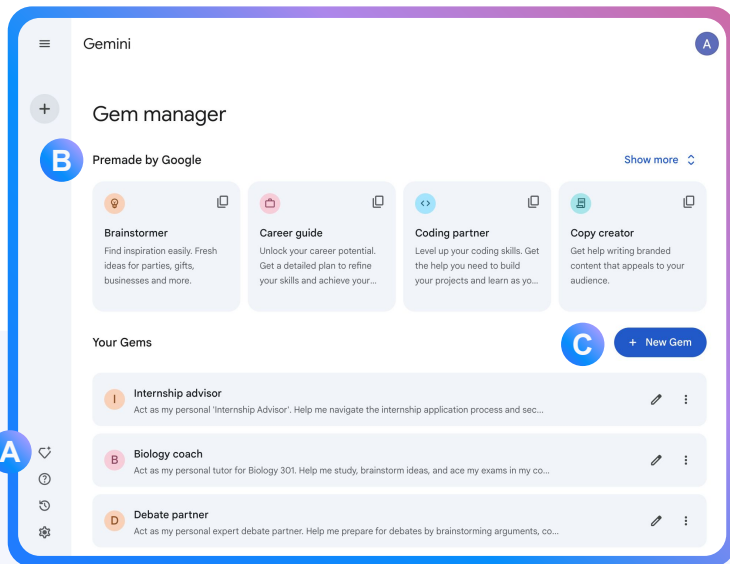 Gemini
A
Gem manager
B
Premade by Google
Show more
Brainstormer
Find inspiration easily. Fresh
ideas for parties, gifts,
businesses and more.
Career guide
Unlock your career potential.
Get a detailed plan to refine
your skills and achieve your...
Coding partner
Level up your coding skills. Get
the help you need to build
your projects and learn as yo...
Copy creator
Get help writing branded
content that appeals to your
audience.
Your Gems
C
+ New Gem
I
Internship advisor
Act as my personal 'Internship Advisor'. Help me navigate the internship application process and sec...
A
B
Biology coach
Act as my personal tutor for Biology 301. Help me study, brainstorm ideas, and ace my exams in my co...
D
Debate partner
Act as my personal expert debate partner. Help me prepare for debates by brainstorming arguments, co...